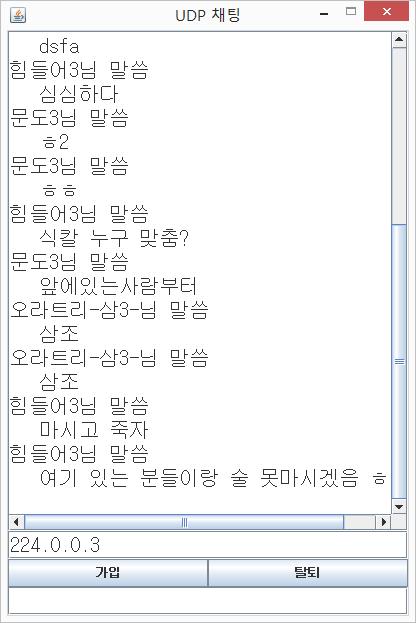 UDP 채팅
dsfa
힘들어3님 말씀
심심하다
문도3님 말씀
ㅎ2
문도3님 말씀
ㅎㅎ
힘들어3님 말씀
식칼 누구 맞춤?
문도3님 말씀
앞에있는사람부터
오라트리-삼3-님 말씀
삼조
오라트리-삼3-님 말씀
삼조
힘들어3님 말씀
마시고 죽자
힘들어3님 말씀
여기 있는 분들이랑 술 못마시겠음 ㅎ
224.0.0.3
가입
탈퇴